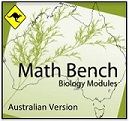 Math Bench
Biology Modules
Australian Version